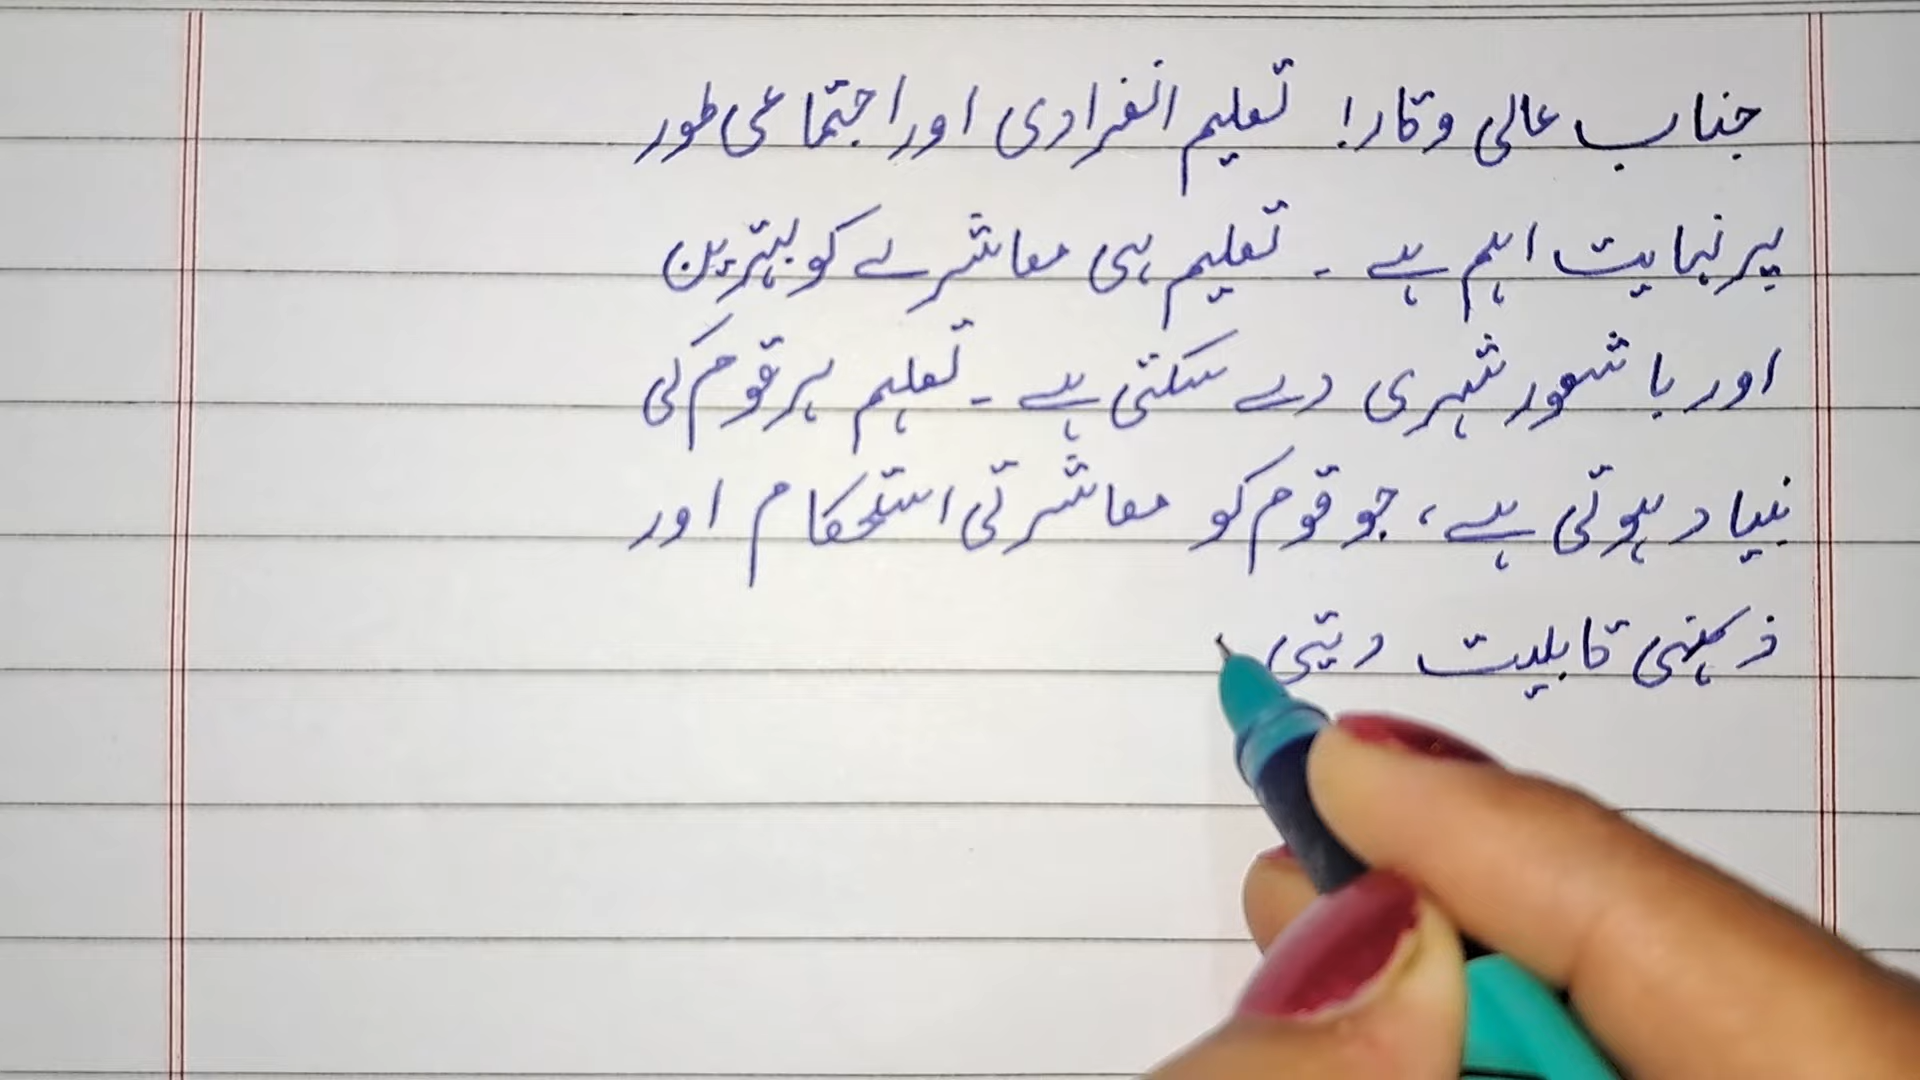 جناب عالی وقار! تعلیم انفرادی اور اجتماعی طور
پر نہایت اہم ہے ۔ تعلیم ہی معاشرے کو بہترین
اور با شعور شہری دے سکتی ہے ۔ تعلیم ہر قوم کی
بنیاد ہوتی ہے، جو قوم کو معاشرتی استحکام اور
ذہنی قابلیت دیتی